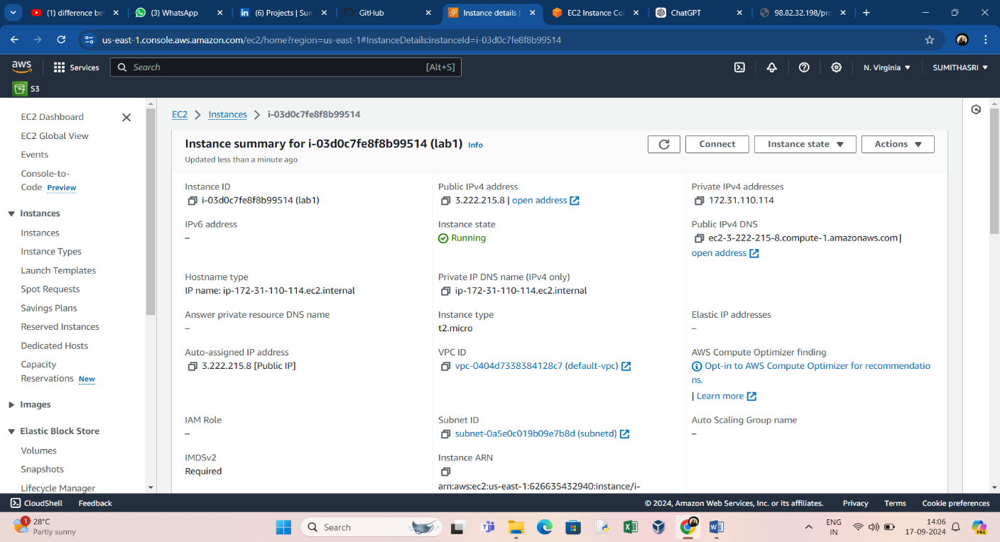 (1) difference be
(3) WhatsApp
(6) Projects | Sum
GitHub
Instance details |
EC2 Instance Co
ChatGPT
98.82.32.198/pro
us-east-1.console.aws.amazon.com/ec2/home?region=us-east-1#InstanceDetails:instanceId=i-03d0c7fe8f8b99514
aws
Services
Search
[Alt+S]
N. Virginia
SUMITHASRI
S3
EC2 Dashboard
EC2 Global View
Events
Console-to-
Code Preview
Instances
Instances
Instance Types
Launch Templates
Spot Requests
Savings Plans
Reserved Instances
Dedicated Hosts
Capacity
Reservations New
Images
Elastic Block Store
Volumes
Snapshots
Lifecycle Manager
EC2 > Instances > i-03d0c7fe8f8b99514
Instance summary for i-03d0c7fe8f8b99514 (lab1) Info
Updated less than a minute ago
Connect
Instance state
Actions
Instance ID
i-03d0c7fe8f8b99514 (lab1)
Public IPv4 address
3.222.215.8 | open address
Private IPv4 addresses
172.31.110.114
IPv6 address
–
Instance state
Running
Public IPv4 DNS
ec2-3-222-215-8.compute-1.amazonaws.com |
open address
Hostname type
IP name: ip-172-31-110-114.ec2.internal
Private IP DNS name (IPv4 only)
ip-172-31-110-114.ec2.internal
Answer private resource DNS name
–
Instance type
t2.micro
Elastic IP addresses
–
Auto-assigned IP address
3.222.215.8 [Public IP]
VPC ID
vpc-0404d7338384128c7 (default-vpc)
AWS Compute Optimizer finding
Opt-in to AWS Compute Optimizer for recommendatio
ns.
| Learn more
IAM Role
–
Subnet ID
subnet-0a5e0c019b09e7b8d (subnetd)
Auto Scaling Group name
–
IMDSv2
Required
Instance ARN
arn:aws:ec2:us-east-1:626635432940:instance/i-
CloudShell
Feedback
© 2024, Amazon Web Services, Inc. or its affiliates.
Privacy
Terms
Cookie preferences
1
28°C
Partly sunny
Search
ENG
IN
14:06
17-09-2024
PRE